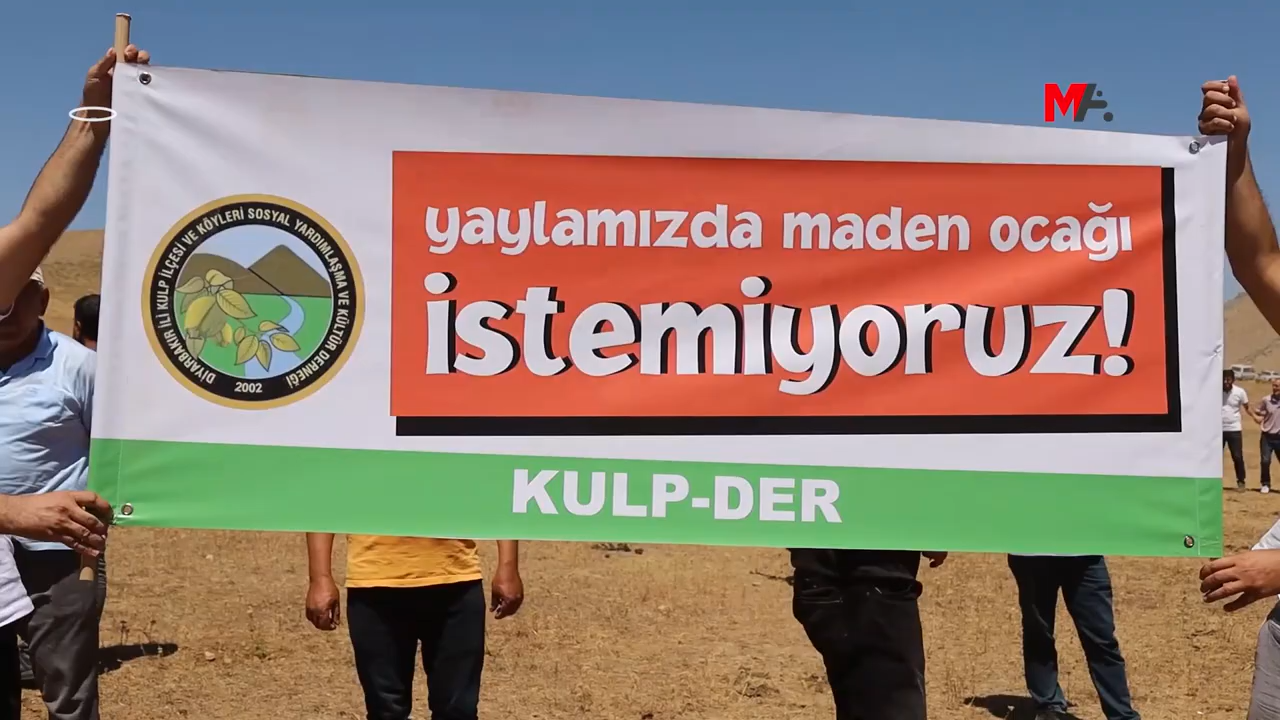 MA
yaylamızda maden ocağı
istemiyoruz!
DİYARBAKIR İLİ KULP İLÇESİ VE KÖYLERİ SOSYAL YARDIMLAŞMA VE KÜLTÜR DERNEĞİ
2002
KULP-DER